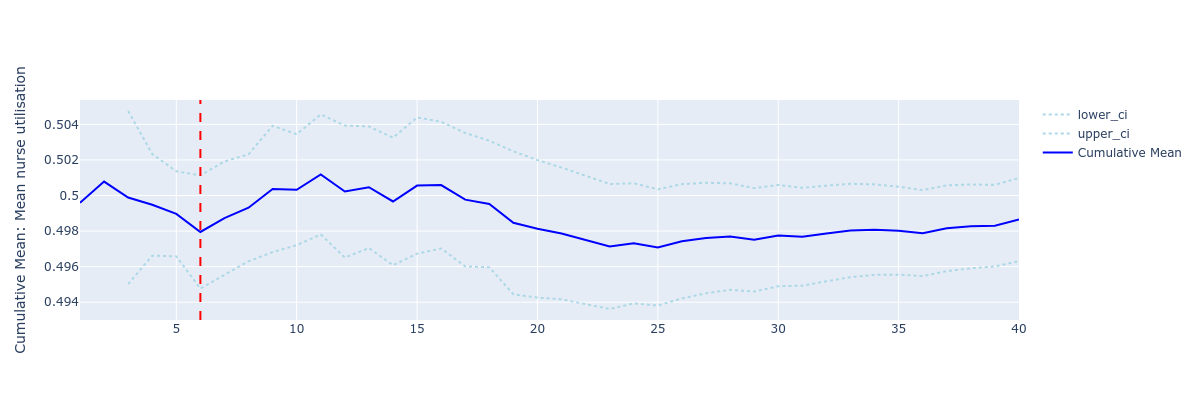 Cumulative Mean: Mean nurse utilisation
0.504
0.502
0.5
0.498
0.496
0.494
5 10 15 20 25 30 35 40
lower_ci
upper_ci
Cumulative Mean